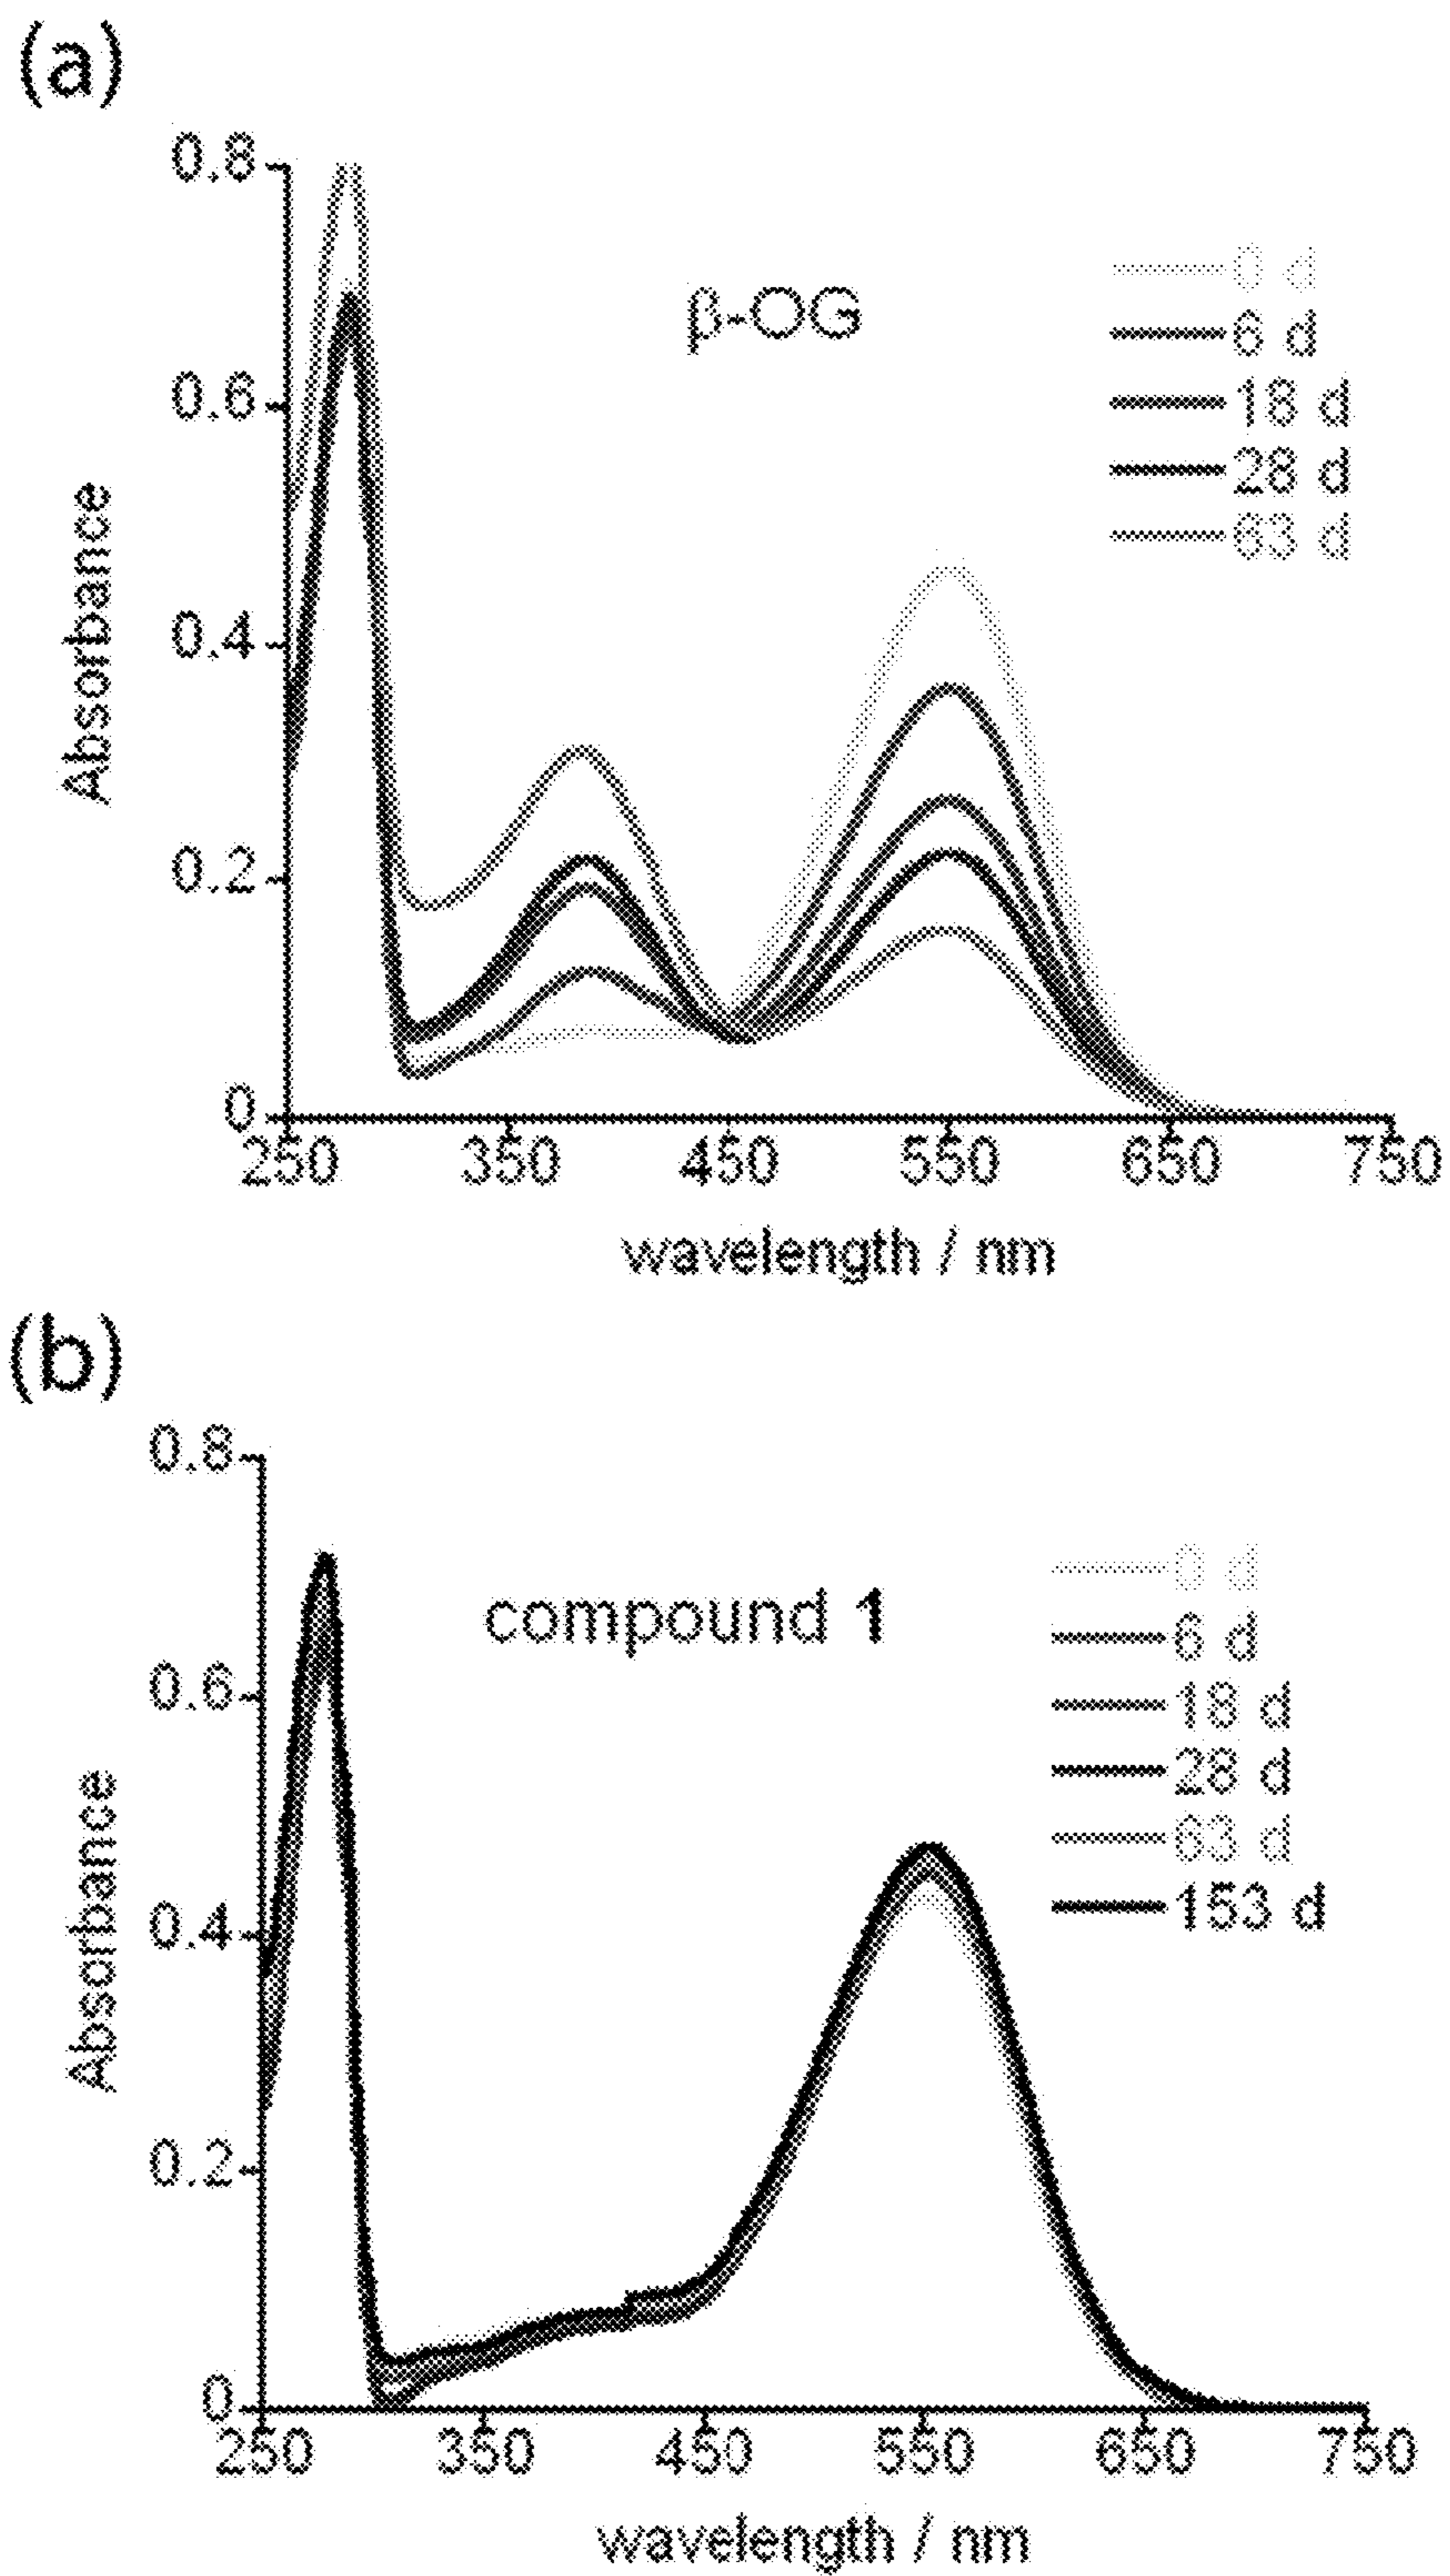 (a)
0.8
0.6
0.4
0.2
0
Absorbance
β-OG
0 d
6 d
18 d
28 d
63 d
250 350 450 550 650 750
wavelength / nm
(b)
0.8
0.6
0.4
0.2
0
Absorbance
compound 1
0 d
6 d
18 d
28 d
63 d
153 d
250 350 450 550 650 750
wavelength / nm